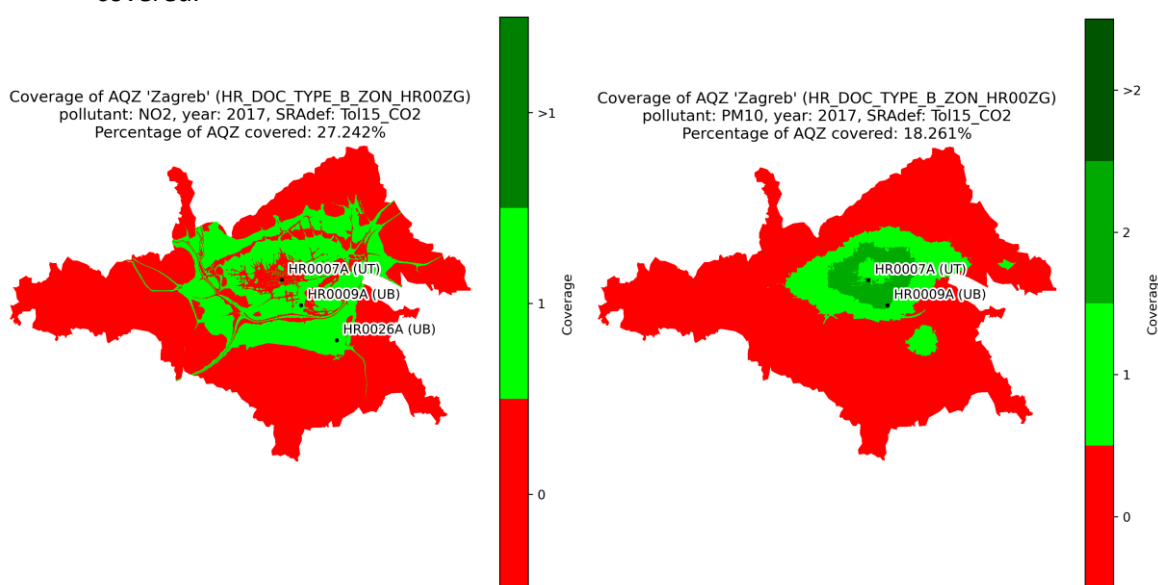 covered.
Coverage of AQZ 'Zagreb' (HR_DOC_TYPE_B_ZON_HR00ZG)
pollutant: NO2, year: 2017, SRAdef: Tol15_CO2
Percentage of AQZ covered: 27.242%
HR0007A (UT)
HR0009A (UB)
HR0026A (UB)
>1
1
0
Coverage
Coverage of AQZ 'Zagreb' (HR_DOC_TYPE_B_ZON_HR00ZG)
pollutant: PM10, year: 2017, SRAdef: Tol15_CO2
Percentage of AQZ covered: 18.261%
HR0007A (UT)
HR0009A (UB)
>2
2
1
0
Coverage